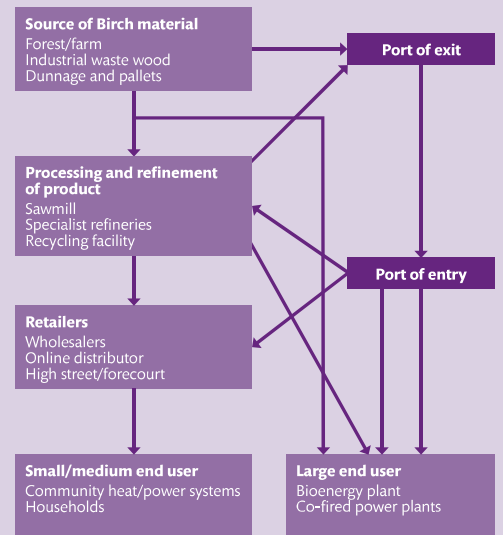 Source of Birch material
Forest/farm
Industrial waste wood
Dunnage and pallets
Port of exit
Processing and refinement
of product
Sawmill
Specialist refineries
Recycling facility
Port of entry
Retailers
Wholesalers
Online distributor
High street/forecourt
Small/medium end user
Community heat/power systems
Households
Large end user
Bioenergy plant
Co-fired power plants